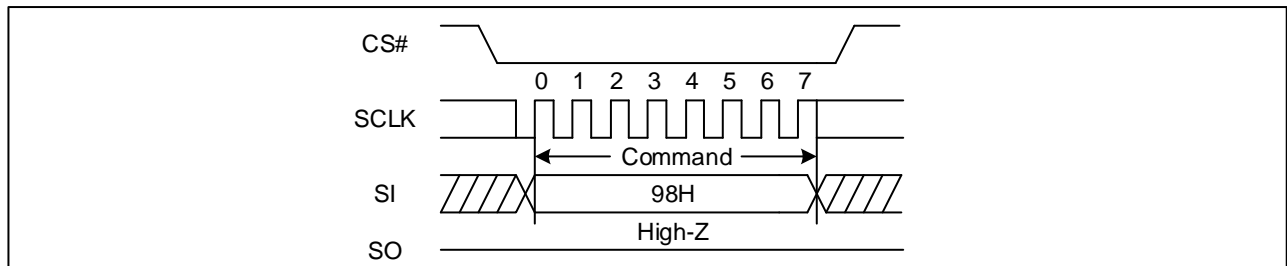 CS#
0 1 2 3 4 5 6 7
SCLK
Command
SI
98H
High-Z
SO